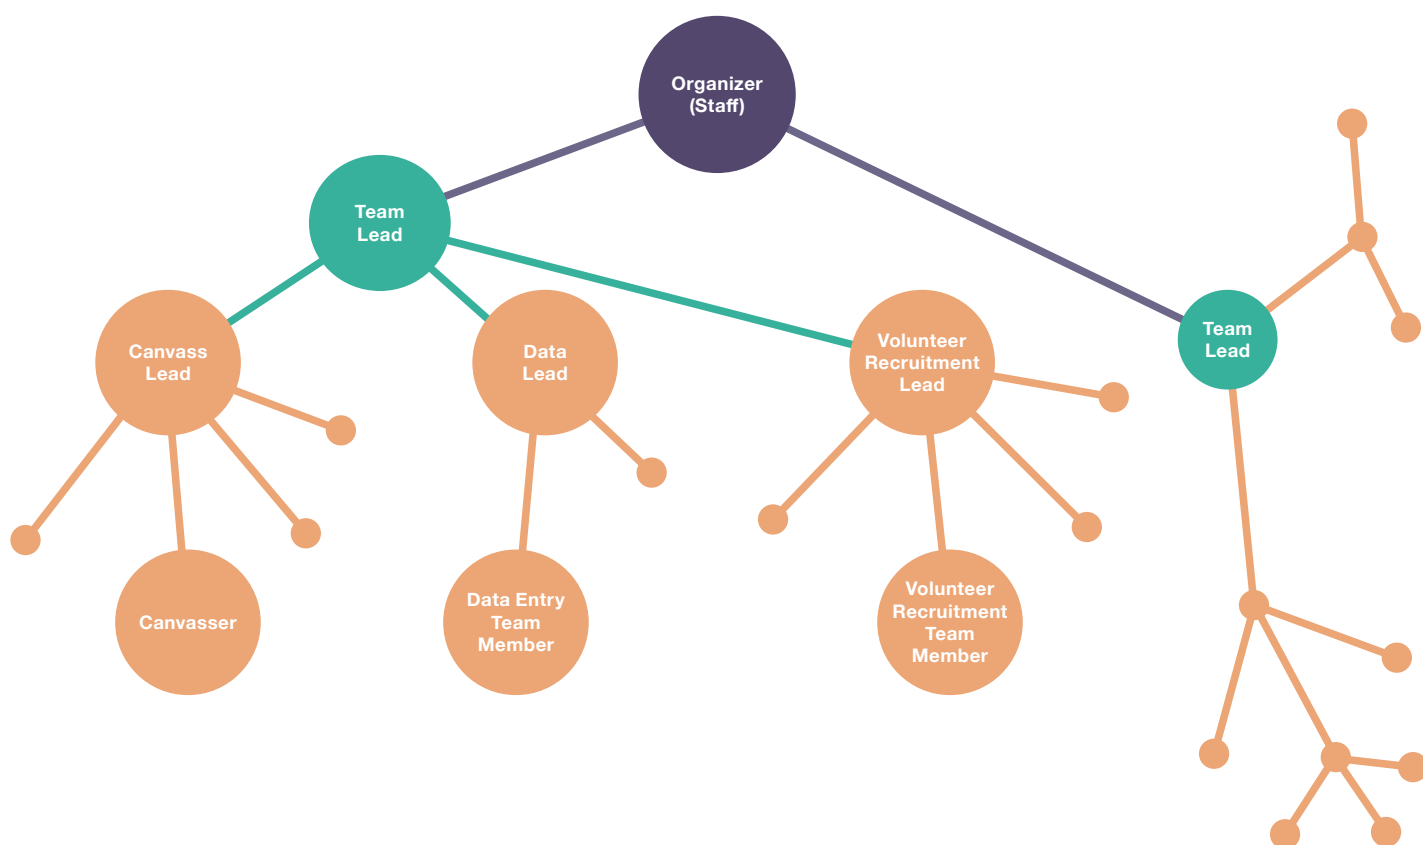 Organizer
(Staff)
Team
Lead
Team
Lead
Canvass
Lead
Data
Lead
Volunteer
Recruitment
Lead
Canvasser
Data Entry
Team
Member
Volunteer
Recruitment
Team
Member